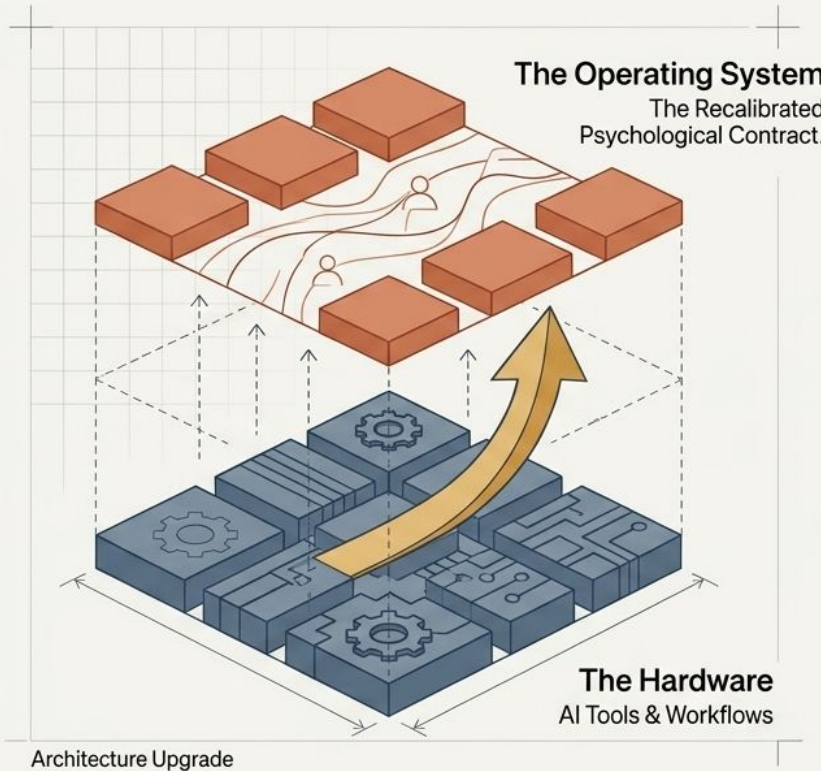 The Operating System
The Recalibrated
Psychological Contract.
The Hardware
AI Tools & Workflows
Architecture Upgrade